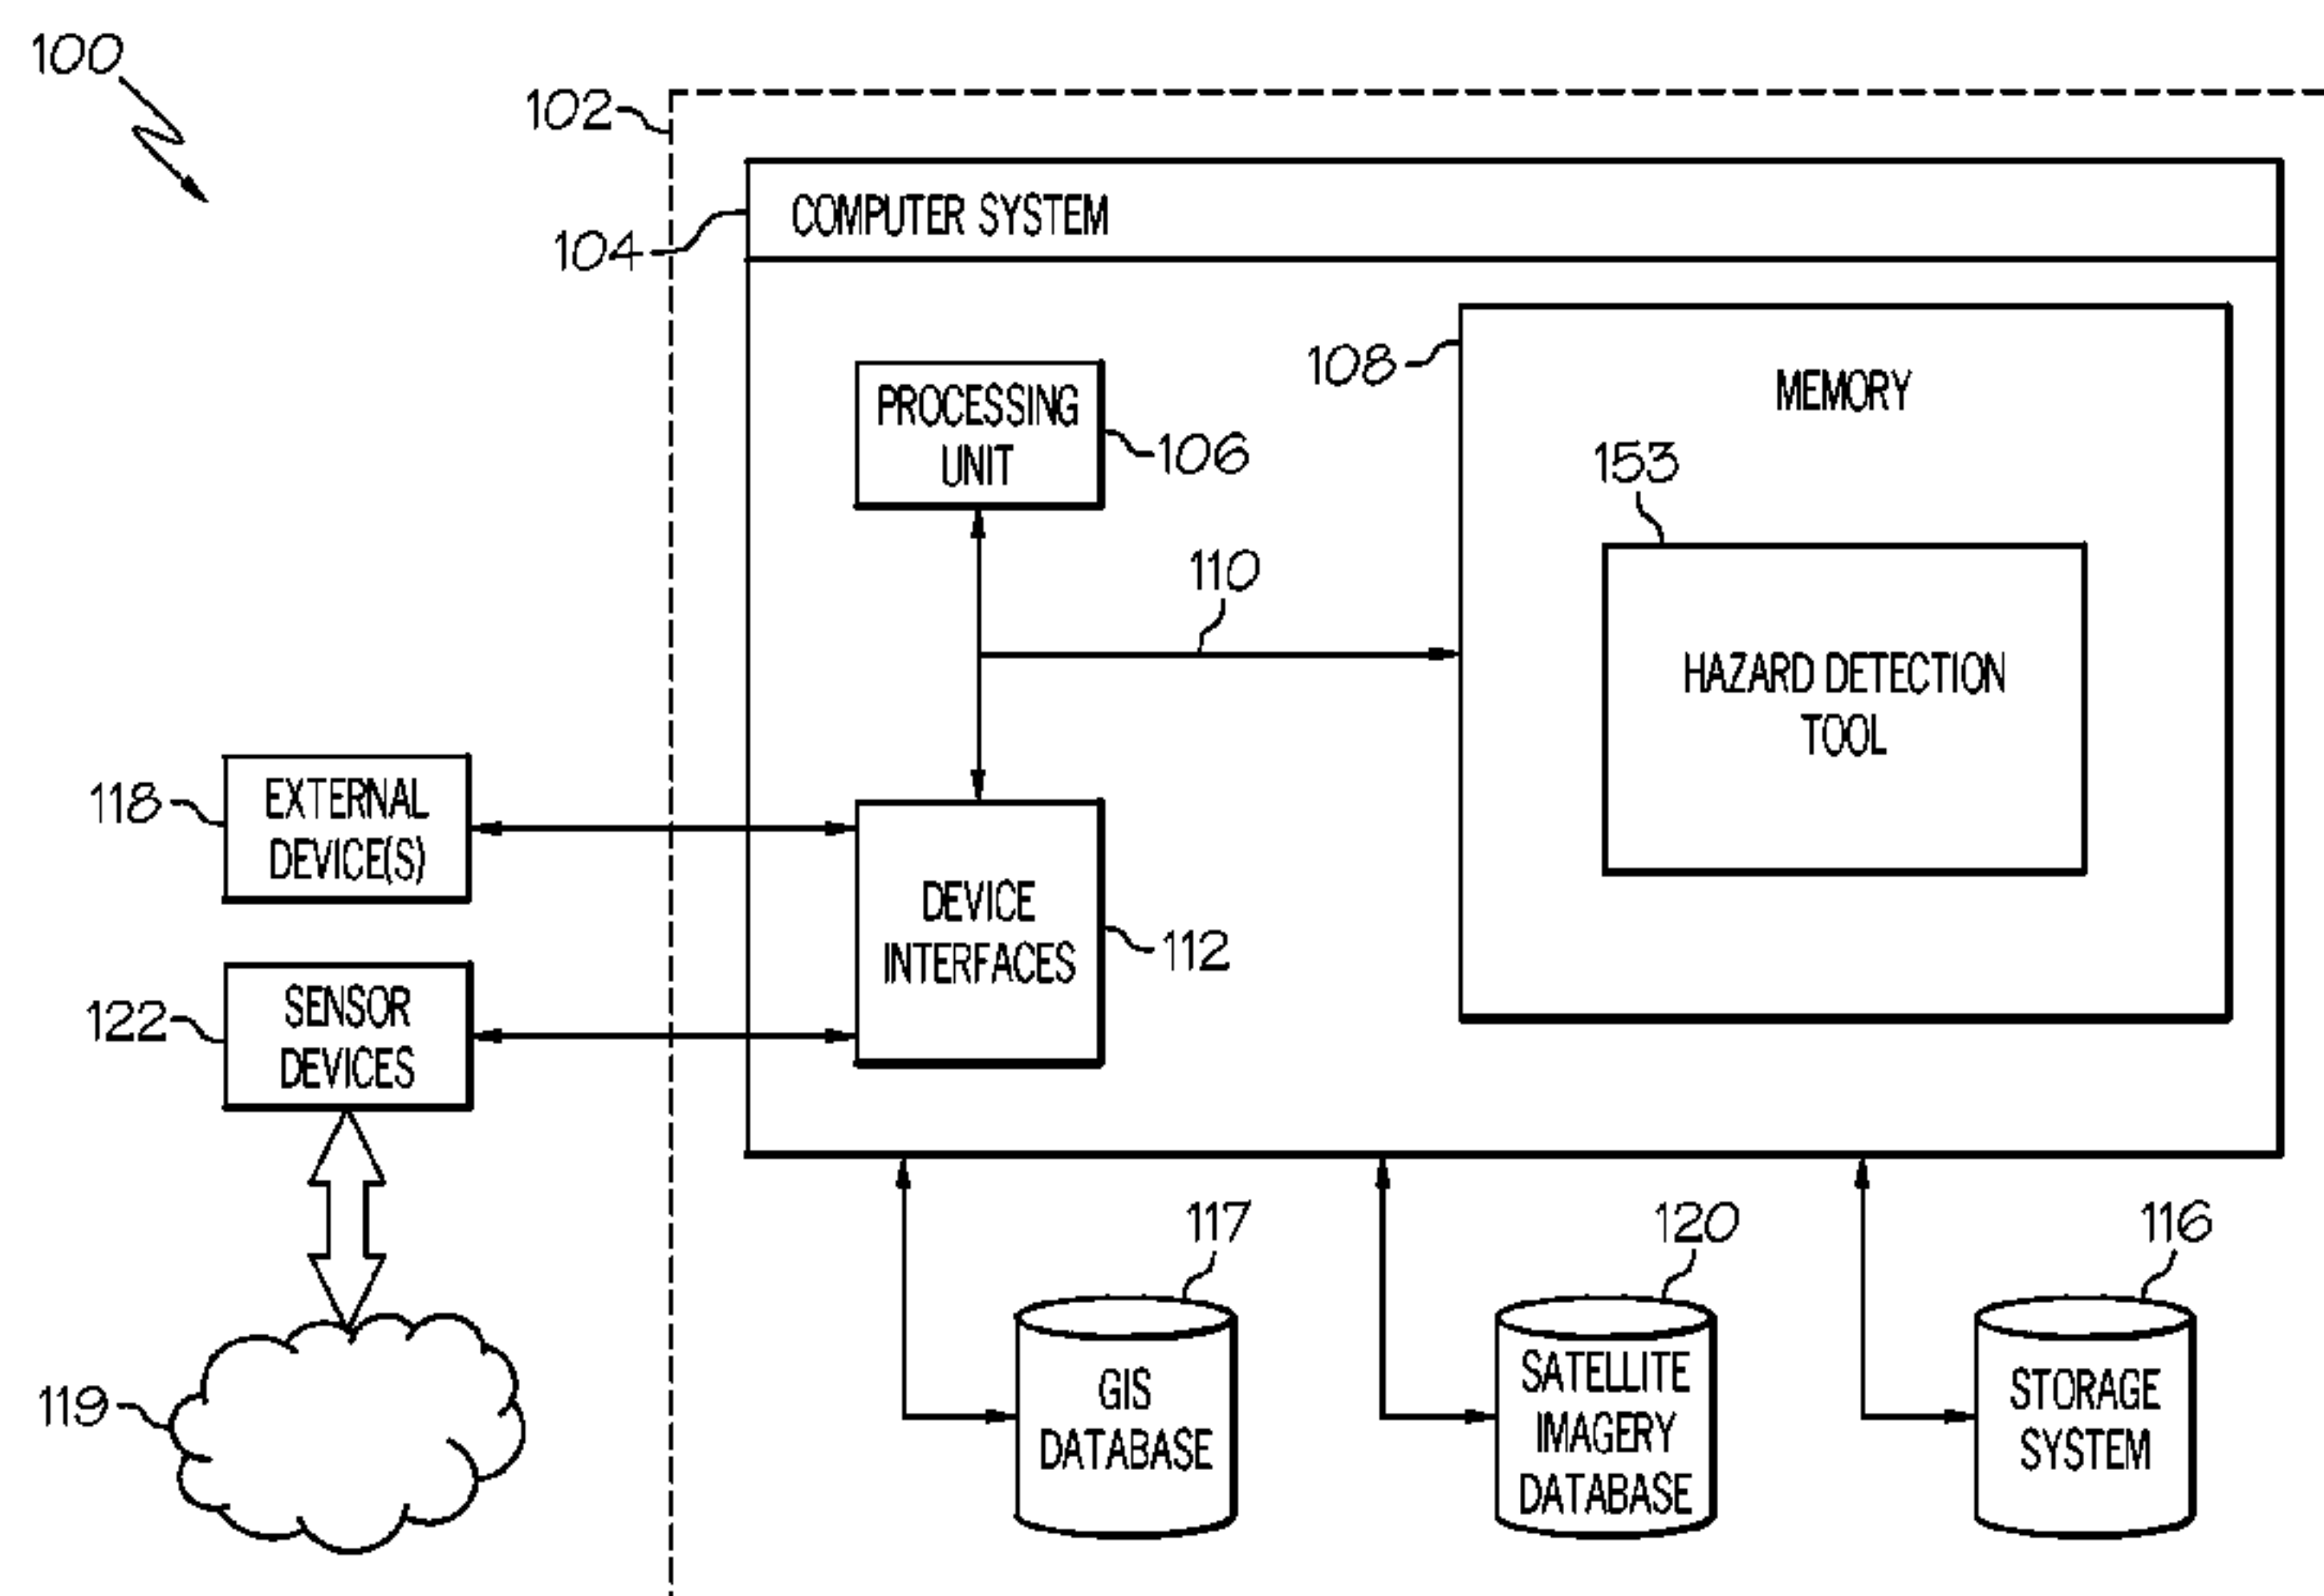 100
102
104
COMPUTER SYSTEM
108
MEMORY
PROCESSING
UNIT
106
153
110
HAZARD DETECTION
TOOL
118
EXTERNAL
DEVICE(S)
DEVICE
INTERFACES
112
122
SENSOR
DEVICES
117
120
116
119
GIS
DATABASE
SATELLITE
IMAGERY
DATABASE
STORAGE
SYSTEM